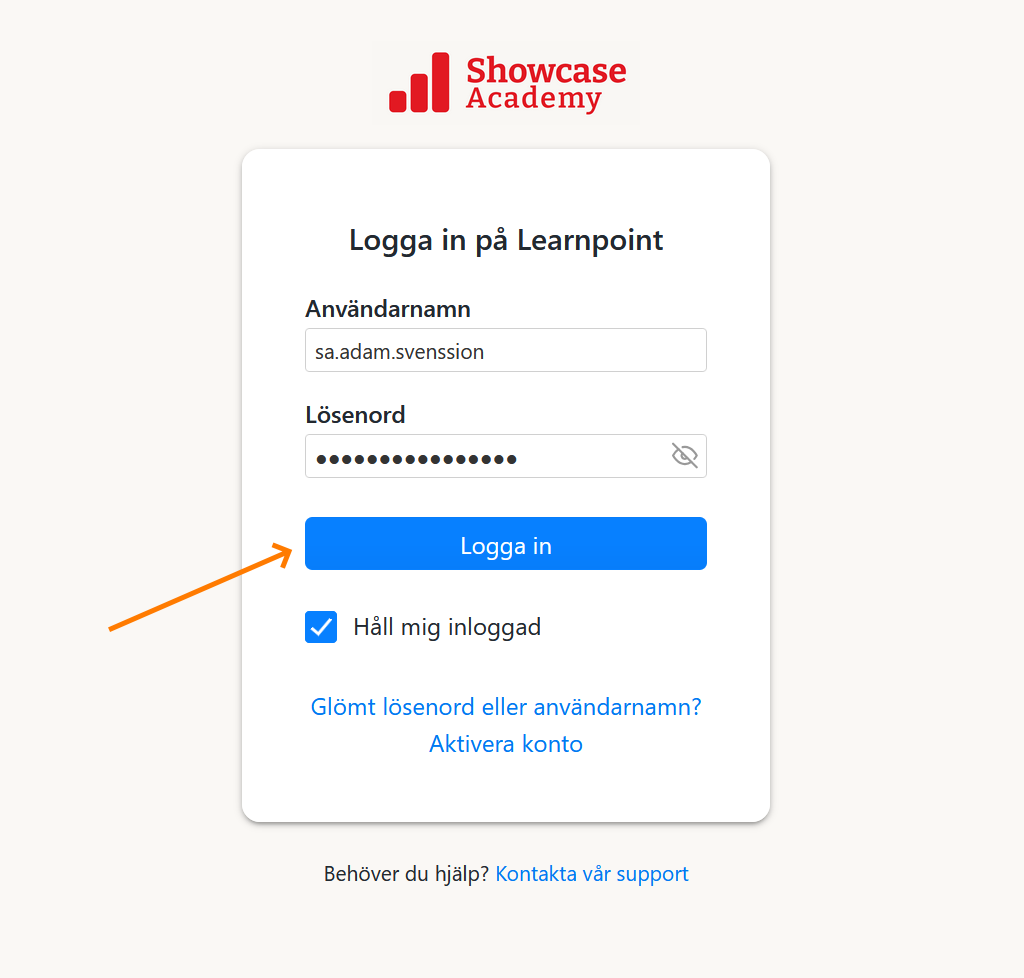 Showcase
Academy
Logga in på Learnpoint
Användarnamn
sa.adam.svenssion
Lösenord
●●●●●●●●●●●●●●●●
Logga in
Håll mig inloggad
Glömt lösenord eller användarnamn?
Aktivera konto
Behöver du hjälp? Kontakta vår support